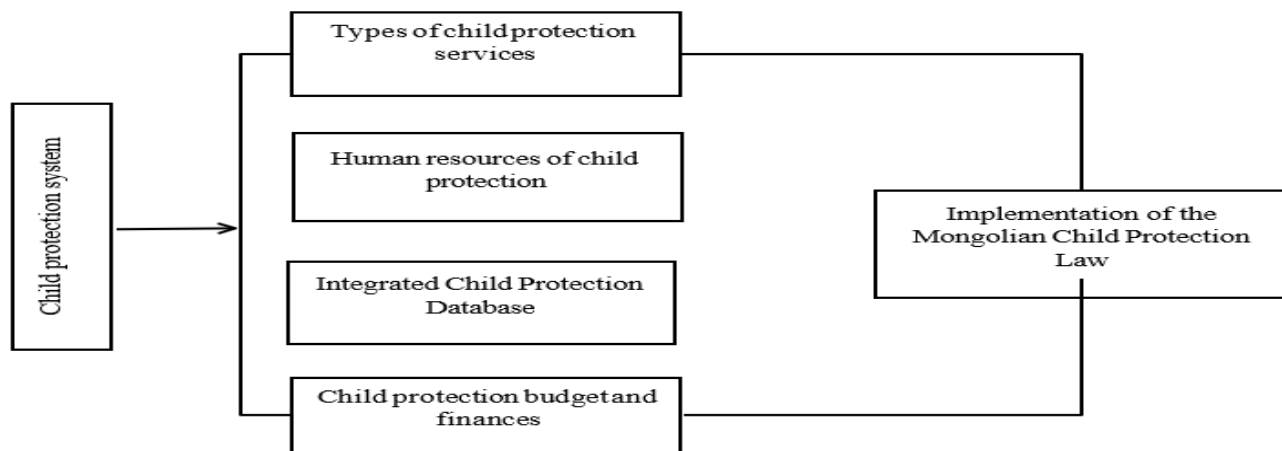 Child protection system
Types of child protection
services
Human resources of child
protection
Integrated Child Protection
Database
Child protection budget and
finances
Implementation of the
Mongolian Child Protection
Law